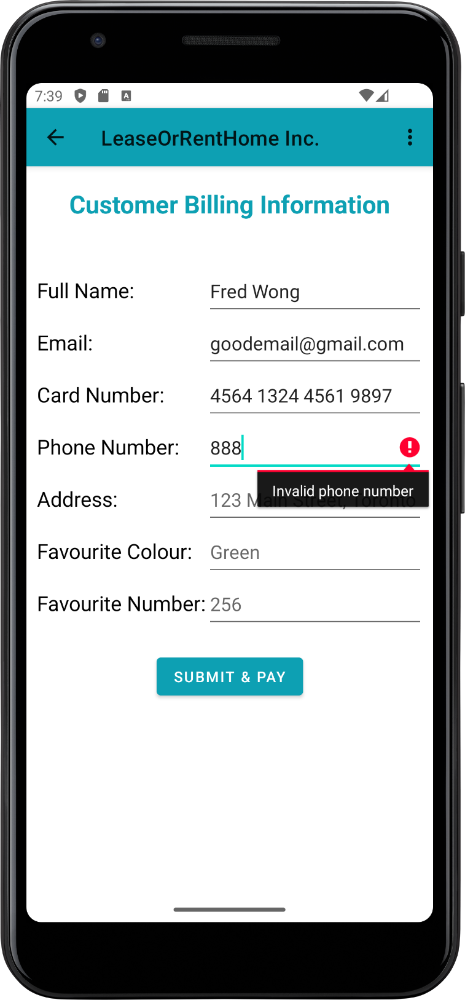 7:39
LeaseOrRentHome Inc.
Customer Billing Information
Full Name: Fred Wong
Email: goodemail@gmail.com
Card Number: 4564 1324 4561 9897
Phone Number: 888
Invalid phone number
Address: 123 Main Street, Toronto
Favourite Colour: Green
Favourite Number: 256
SUBMIT & PAY